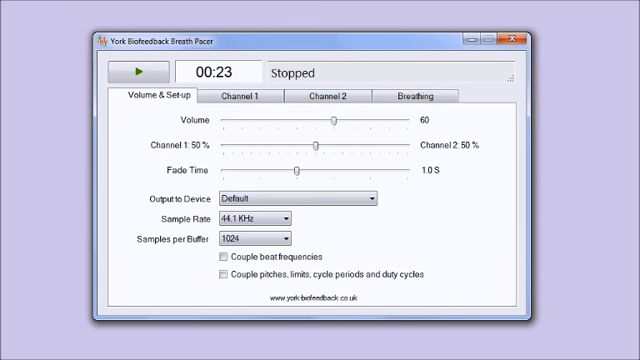 York Biofeedback Breath Pacer
00:23
Stopped
Volume & Set-up
Channel 1
Channel 2
Breathing
Volume 60
Channel 1: 50 % Channel 2: 50 %
Fade Time 1.0 S
Output to Device Default
Sample Rate 44.1 KHz
Samples per Buffer 1024
Couple beat frequencies
Couple pitches, limits, cycle periods and duty cycles
www.york-biofeedback.co.uk